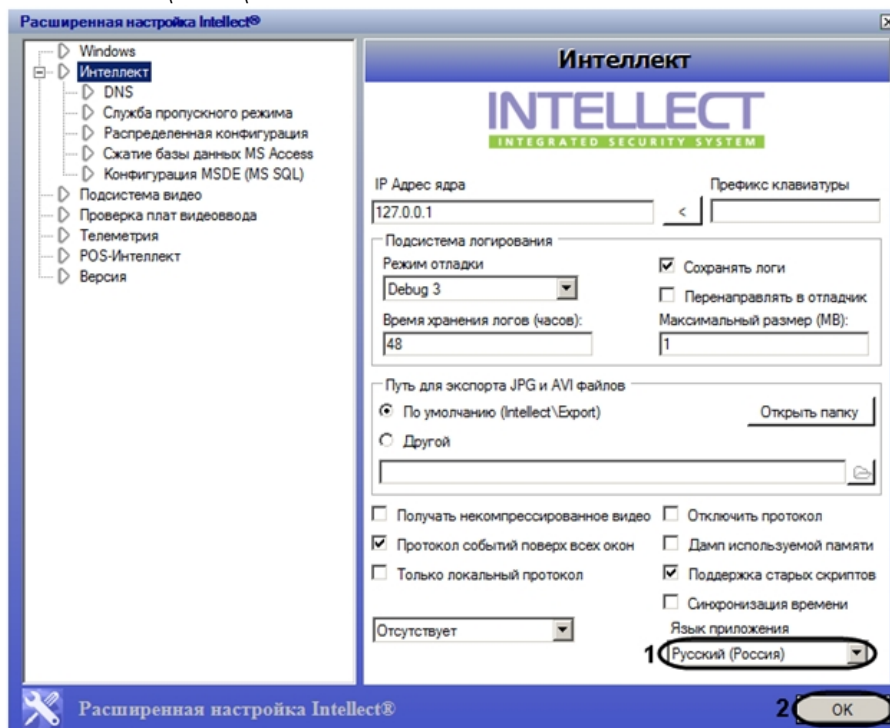 Расширенная настройка Intellect®
Windows
Интеллект
DNS
Служба пропускного режима
Распределенная конфигурация
Сжатие базы данных MS Access
Конфигурация MSDE (MS SQL)
Подсистема видео
Проверка плат видеоввода
Телеметрия
POS-Интеллект
Версия
Интеллект
INTELLECT
INTEGRATED SECURITY SYSTEM
IP Адрес ядра
Префикс клавиатуры
127.0.0.1
<
Подсистема логирования
Режим отладки
Сохранять логи
Debug 3
Перенаправлять в отладчик
Время хранения логов (часов):
Максимальный размер (MB):
48
1
Путь для экспорта JPG и AVI файлов
По умолчанию (Intellect\Export)
Открыть папку
Другой
Получать некомпрессированное видео
Отключить протокол
Протокол событий поверх всех окон
Дамп используемой памяти
Только локальный протокол
Поддержка старых скриптов
Синхронизация времени
Отсутствует
Язык приложения
1
Русский (Россия)
Расширенная настройка Intellect®
2
OK